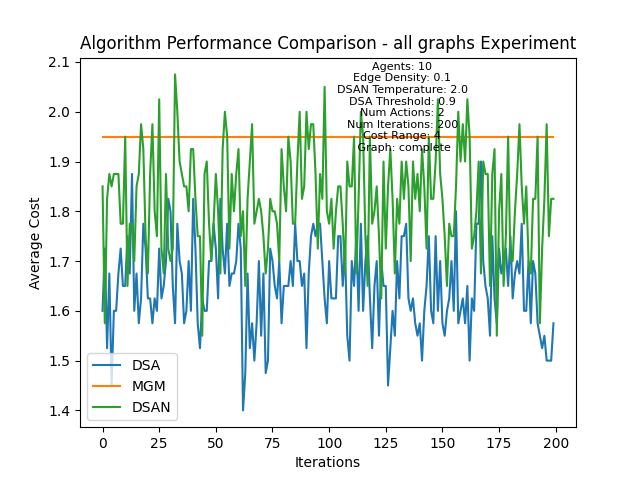 Algorithm Performance Comparison - all graphs Experiment
Agents: 10
Edge Density: 0.1
DSAN Temperature: 2.0
DSA Threshold: 0.9
Num Actions: 2
Num Iterations: 200
Cost Range: 4
Graph: complete
2.1
2.0
1.9
1.8
1.7
1.6
1.5
1.4
Average Cost
DSA
MGM
DSAN
0 25 50 75 100 125 150 175 200
Iterations